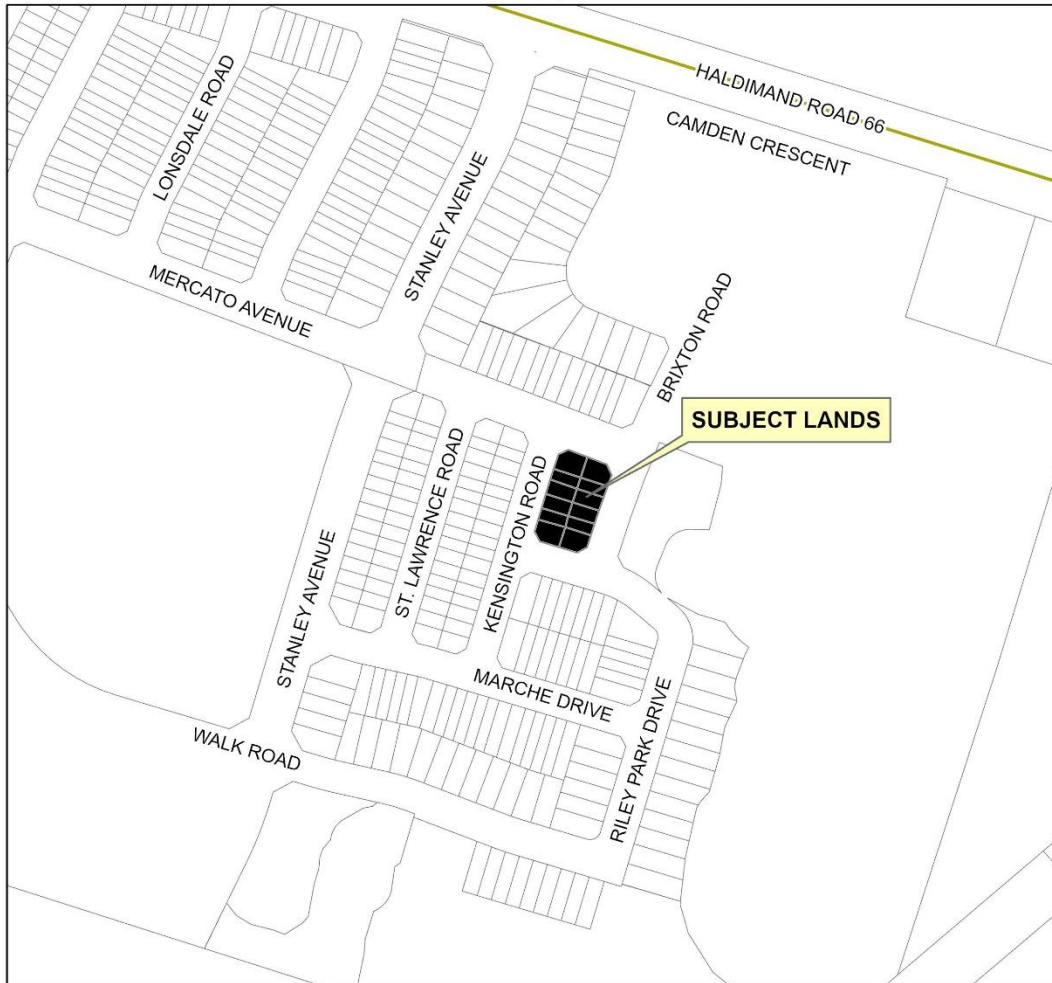 HALDIMAND ROAD 66
CAMDEN CRESCENT
LONSDALE ROAD
STANLEY AVENUE
MERCATO AVENUE
BRIXTON ROAD
SUBJECT LANDS
ST. LAWRENCE ROAD
KENSINGTON ROAD
STANLEY AVENUE
MARCHE DRIVE
WALK ROAD
RILEY PARK DRIVE